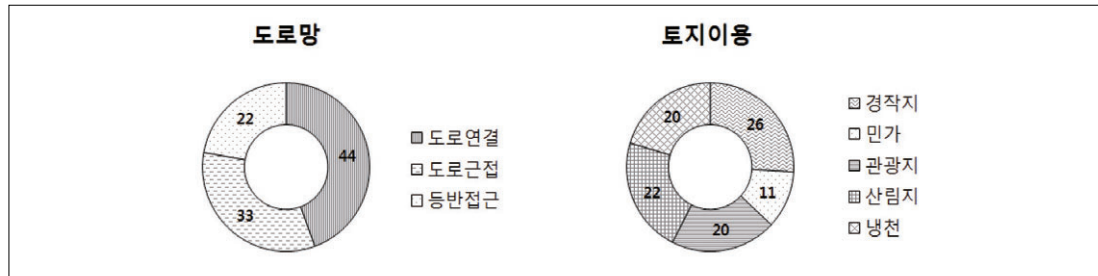 도로망
22
44
33
도로연결
도로근접
등반접근
토지이용
20
26
22
11
20
경작지
민가
관광지
산림지
냉천